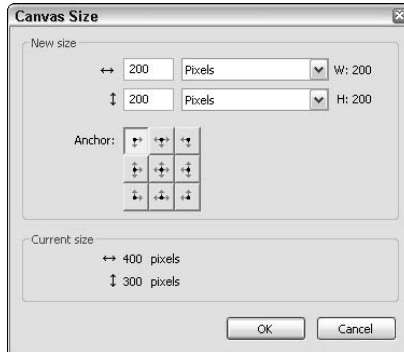 Canvas Size
New size
200 Pixels W: 200
200 Pixels H: 200
Anchor:
Current size
400 pixels
300 pixels
OK Cancel